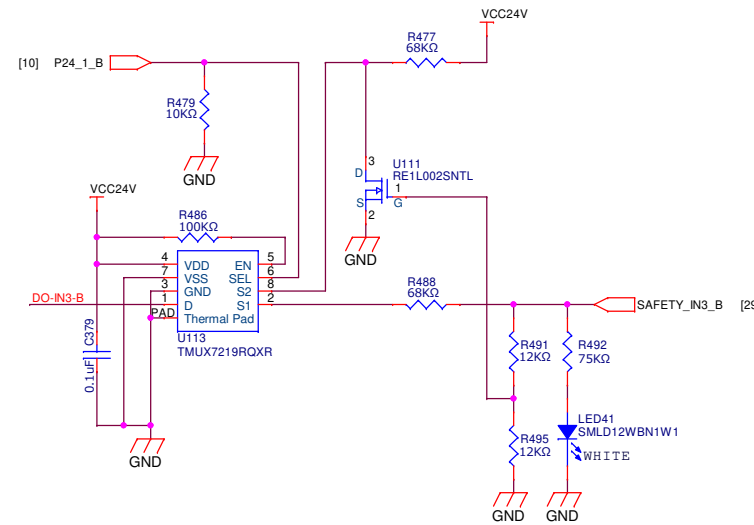 VCC24V
R477
68KΩ
[10] P24_1_B
R479
10KΩ
GND
3
U111
RE1L002SNTL
D
1
S
G
2
GND
VCC24V
R486
100KΩ
4 VDD EN 5
7 VSS SEL 6
3 GND S2 8
DO-IN3-B 1 D S1 2
PAD Thermal Pad
U113
TMUX7219RQXR
R488
68KΩ
SAFETY_IN3_B [29
C379
0.1uF
R491
12KΩ
R492
75KΩ
R495
12KΩ
LED41
SMLD12WBN1W1
WHITE
GND
GND
GND